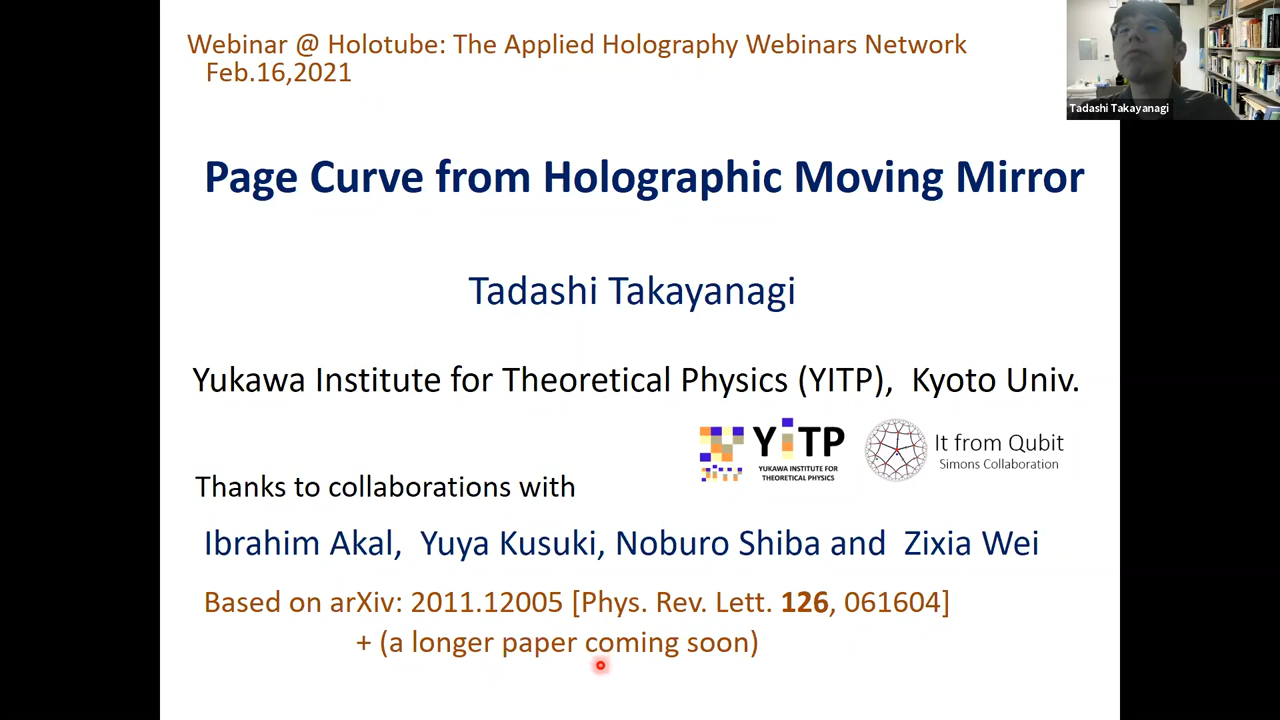 Webinar @ Holotube: The Applied Holography Webinars Network
Feb.16,2021
Tadashi Takayanagi
Page Curve from Holographic Moving Mirror
Tadashi Takayanagi
Yukawa Institute for Theoretical Physics (YITP), Kyoto Univ.
YiTP
YUKAWA INSTITUTE FOR
THEORETICAL PHYSICS
It from Qubit
Simons Collaboration
Thanks to collaborations with
Ibrahim Akal, Yuya Kusuki, Noburo Shiba and Zixia Wei
Based on arXiv: 2011.12005 [Phys. Rev. Lett. 126, 061604]
+ (a longer paper coming soon)